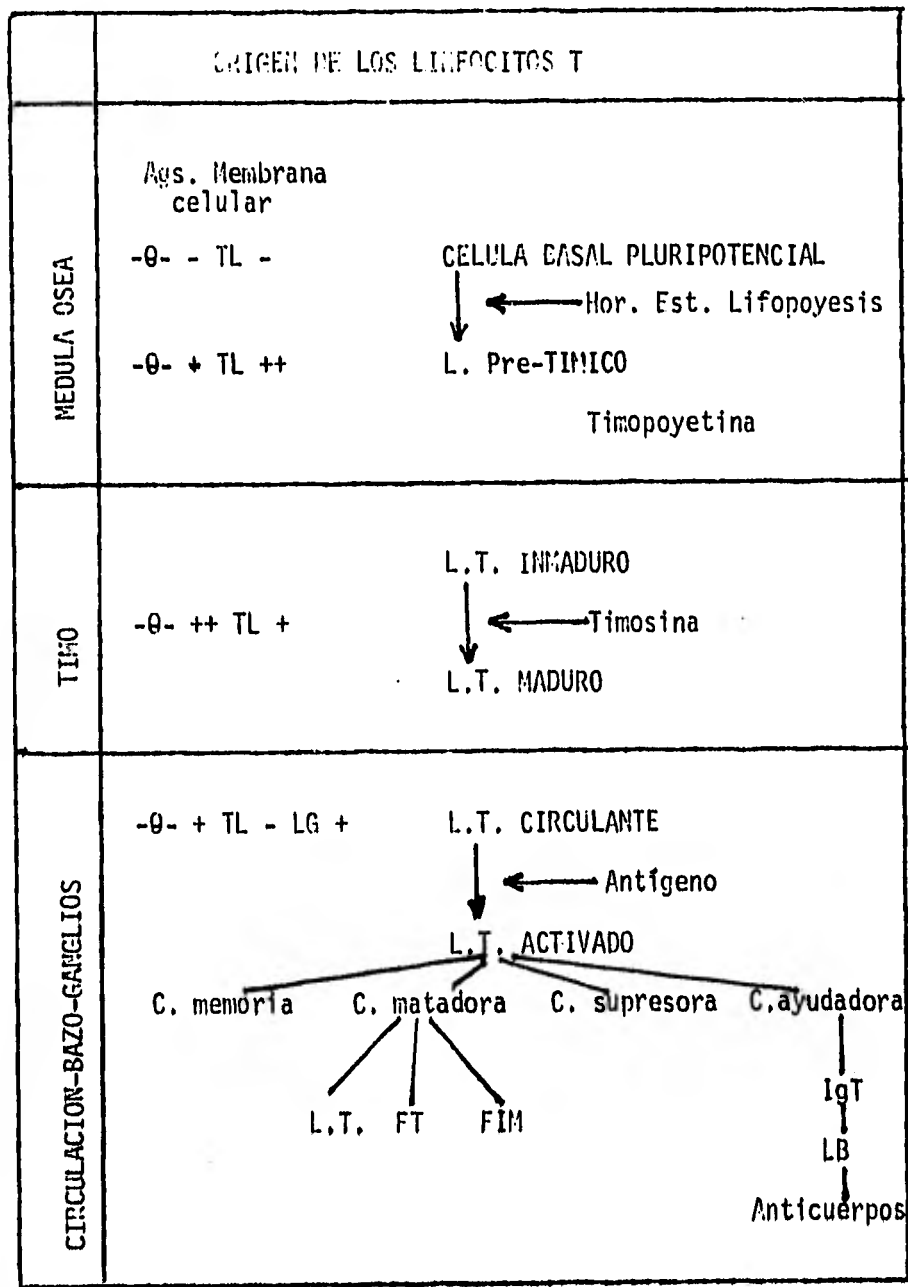 ORIGEN DE LOS LINFOCITOS T
MEDULA OSEA
Ags. Membrana
celular
-θ- - TL - CELULA BASAL PLURIPOTENCIAL
Hor. Est. Lifopoyesis
-θ- + TL ++ L. Pre-TIMICO
Timopoyetina
TIMO
L.T. INMADURO
-θ- ++ TL + Timosina
L.T. MADURO
CIRCULACION-BAZO-GANGLIOS
-θ- + TL - LG + L.T. CIRCULANTE
Antígeno
L.T. ACTIVADO
C. memoria C. matadora C. supresora C.ayudadora
L.T. FT FIM IgT
LB
Anticuerpos